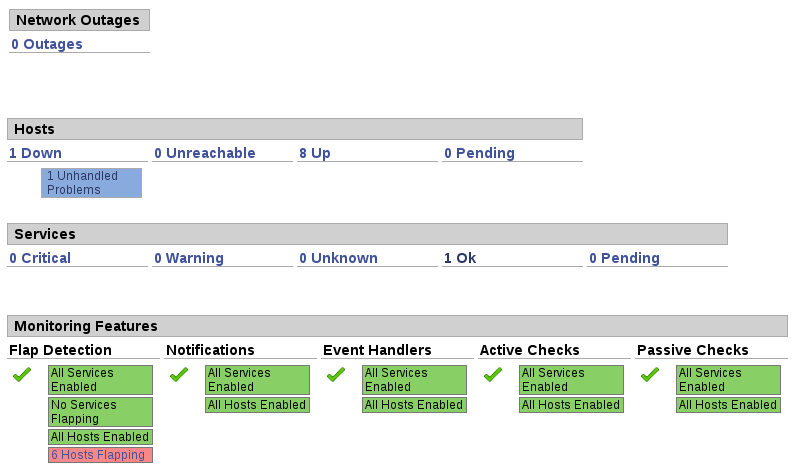 Network Outages
0 Outages
Hosts
1 Down
0 Unreachable
8 Up
0 Pending
1 Unhandled
Problems
Services
0 Critical
0 Warning
0 Unknown
1 Ok
0 Pending
Monitoring Features
Flap Detection
Notifications
Event Handlers
Active Checks
Passive Checks
All Services
Enabled
No Services
Flapping
All Hosts Enabled
6 Hosts Flapping
All Services
Enabled
All Hosts Enabled
All Services
Enabled
All Hosts Enabled
All Services
Enabled
All Hosts Enabled
All Services
Enabled
All Hosts Enabled